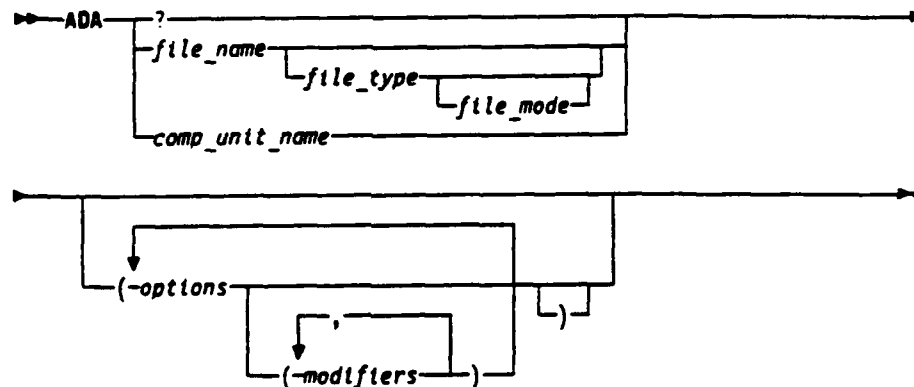 ADA ?
file_name
file_type
file_mode
comp_unit_name
(options )
,
(modifiers )